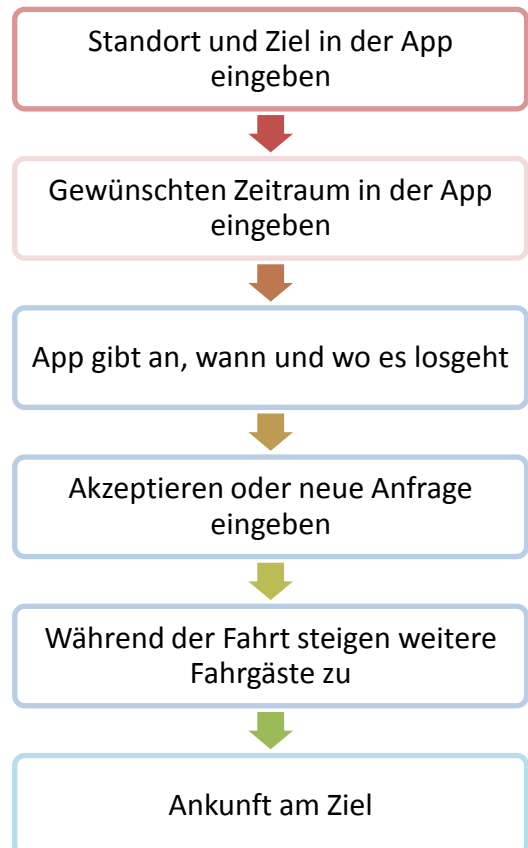 Standort und Ziel in der App
eingeben
Gewünschten Zeitraum in der App
eingeben
App gibt an, wann und wo es losgeht
Akzeptieren oder neue Anfrage
eingeben
Während der Fahrt steigen weitere
Fahrgäste zu
Ankunft am Ziel